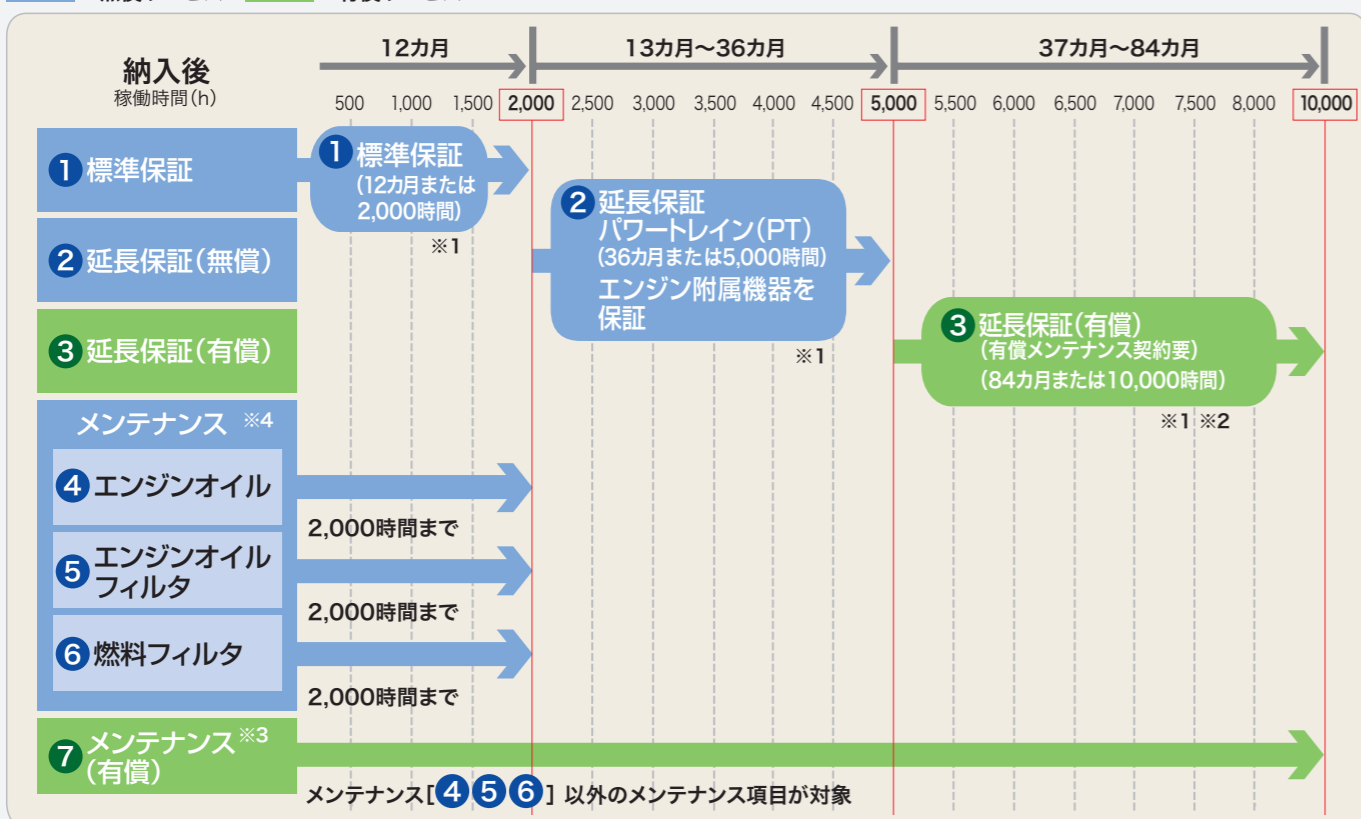 12カ月
13カ月～36カ月
37カ月～84カ月
納入後
稼働時間(h)
500 1,000 1,500 2,000 2,500 3,000 3,500 4,000 4,500 5,000 5,500 6,000 6,500 7,000 7,500 8,000 10,000
1 標準保証
1 標準保証
(12カ月または
2,000時間)
※1
2 延長保証(無償)
2 延長保証
パワートレイン(PT)
(36カ月または5,000時間)
エンジン附属機器を
保証
※1
3 延長保証(有償)
3 延長保証(有償)
(有償メンテナンス契約要)
(84カ月または10,000時間)
※1 ※2
メンテナンス ※4
4 エンジンオイル
2,000時間まで
5 エンジンオイル
フィルタ
2,000時間まで
6 燃料フィルタ
2,000時間まで
7 メンテナンス※3
(有償)
メンテナンス[4 5 6] 以外のメンテナンス項目が対象